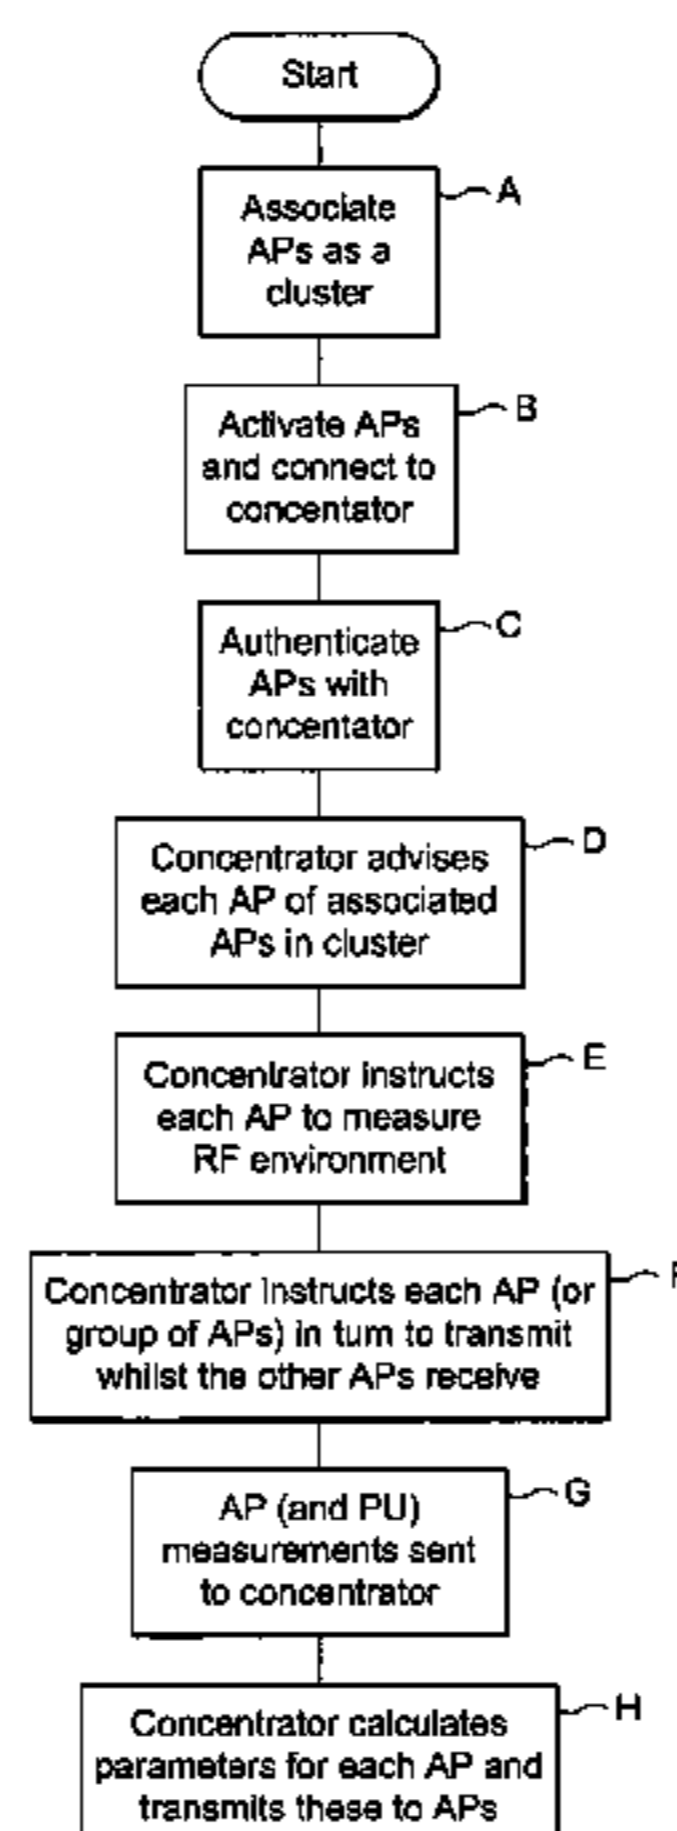 Start
A
Associate
APs as a
cluster
B
Activate APs
and connect to
concentator
C
Authenticate
APs with
concentator
D
Concentrator advises
each AP of associated
APs in cluster
E
Concentrator instructs
each AP to measure
RF environment
F
Concentrator instructs each AP (or
group of APs) in turn to transmit
whilst the other APs receive
G
AP (and PU)
measurements sent
to concentrator
H
Concentrator calculates
parameters for each AP and
transmits these to APs